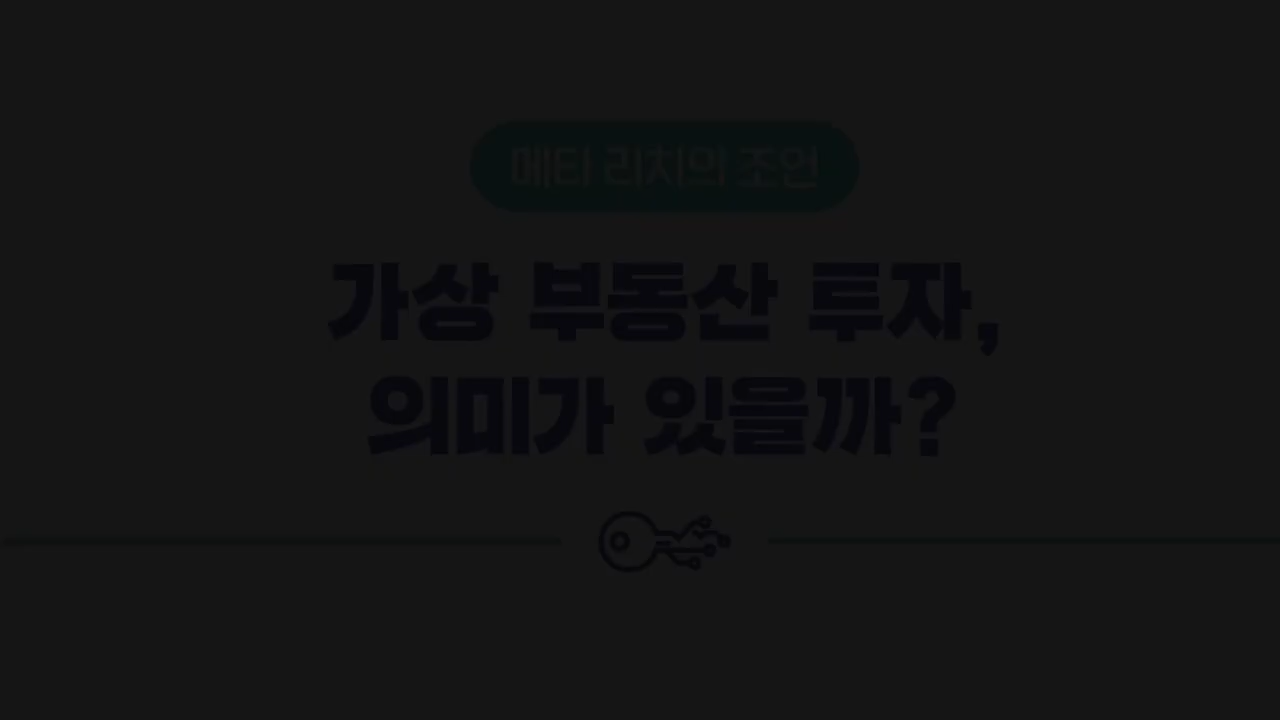 메타 리치의 조언
가상 부동산 투자,
의미가 있을까?